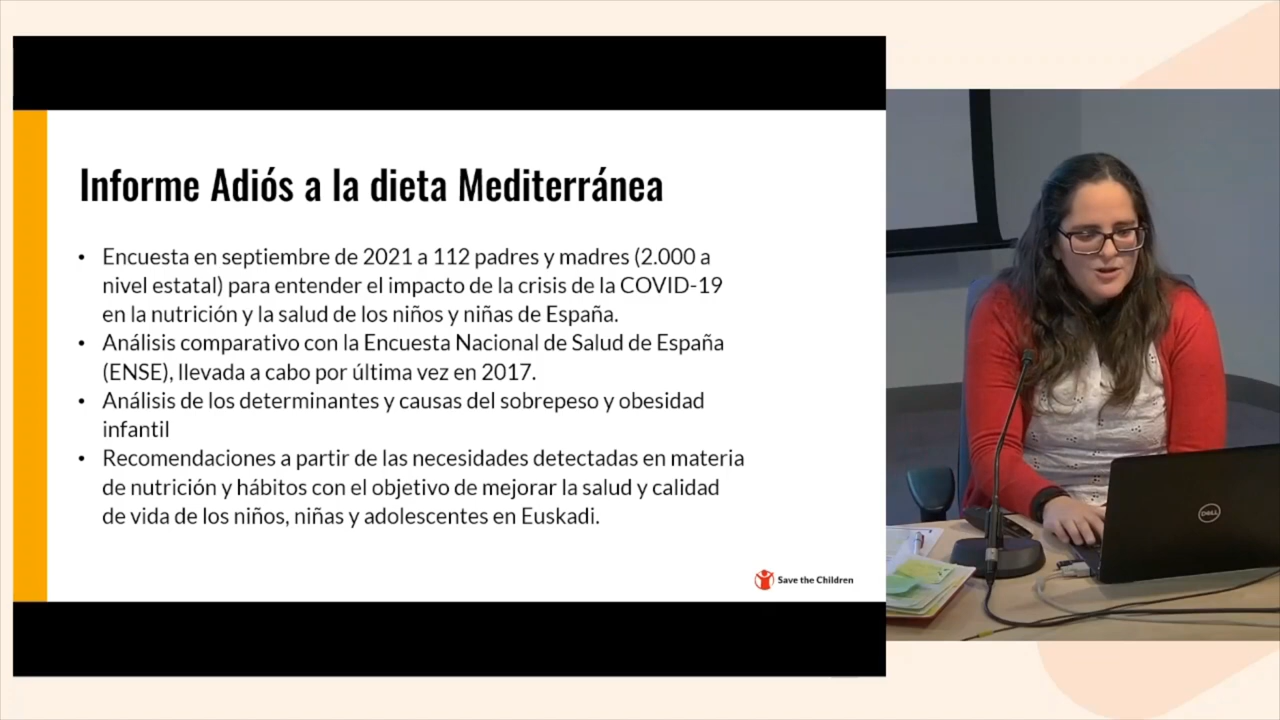 Informe Adiós a la dieta Mediterránea
• Encuesta en septiembre de 2021 a 112 padres y madres (2.000 a
nivel estatal) para entender el impacto de la crisis de la COVID-19
en la nutrición y la salud de los niños y niñas de España.
• Análisis comparativo con la Encuesta Nacional de Salud de España
(ENSE), llevada a cabo por última vez en 2017.
• Análisis de los determinantes y causas del sobrepeso y obesidad
infantil
• Recomendaciones a partir de las necesidades detectadas en materia
de nutrición y hábitos con el objetivo de mejorar la salud y calidad
de vida de los niños, niñas y adolescentes en Euskadi.
Save the Children
DELL